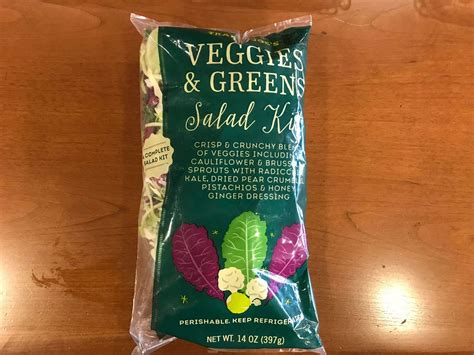 VEGGIES
& GREENS
Salad Kit
CRISP & CRUNCHY BLEND
OF VEGGIES INCLUDING
CAULIFLOWER & BRUSSELS
SPROUTS WITH RADICCHIO
KALE, DRIED PEAR CRUMBLE
PISTACHIOS & HONEY
GINGER DRESSING
A COMPLETE
SALAD KIT
PERISHABLE. KEEP REFRIGERATED
NET WT. 14 OZ (397g)